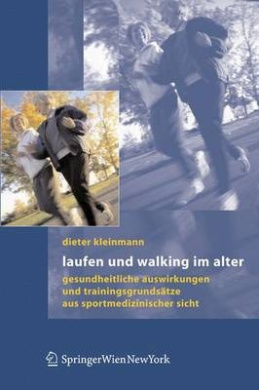 dieter kleinmann
laufen und walking im alter
gesundheitliche auswirkungen
und trainingsgrundsätze
aus sportmedizinischer sicht
SpringerWienNewYork